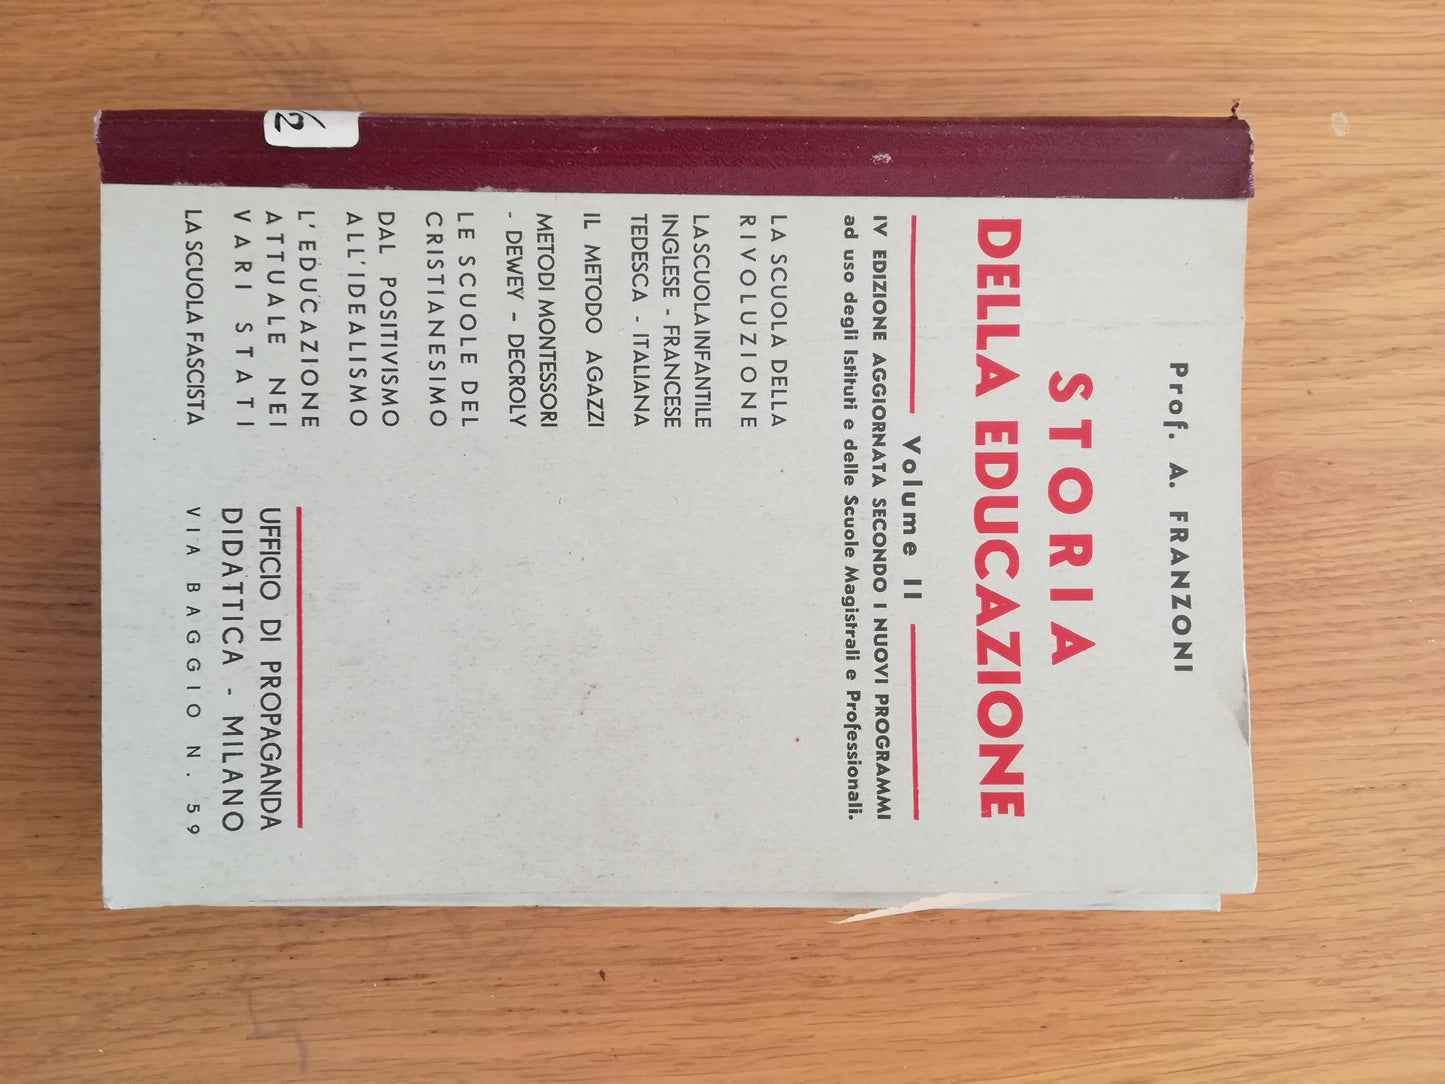 Prof. A. FRANZONI
STORIA
DELLA EDUCAZIONE
Volume II
IV EDIZIONE AGGIORNATA SECONDO I NUOVI PROGRAMMI
ad uso degli Istituti e delle Scuole Magistrali e Professionali.
LA SCUOLA DELLA
RIVOLUZIONE
LA SCUOLA INFANTILE
INGLESE - FRANCESE
TEDESCA - ITALIANA
IL METODO AGAZZI
METODI MONTESSORI
- DEWEY - DECROLY
LE SCUOLE DEL
CRISTIANESIMO
DAL POSITIVISMO
ALL'IDEALISMO
L'EDUCAZIONE
ATTUALE NEI
VARI STATI
LA SCUOLA FASCISTA
UFFICIO DI PROPAGANDA
DIDATTICA - MILANO
VIA BAGGIO N. 59